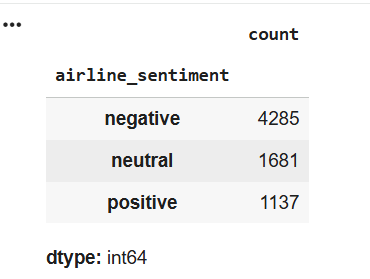 ...
count
airline_sentiment
negative 4285
neutral 1681
positive 1137
dtype: int64